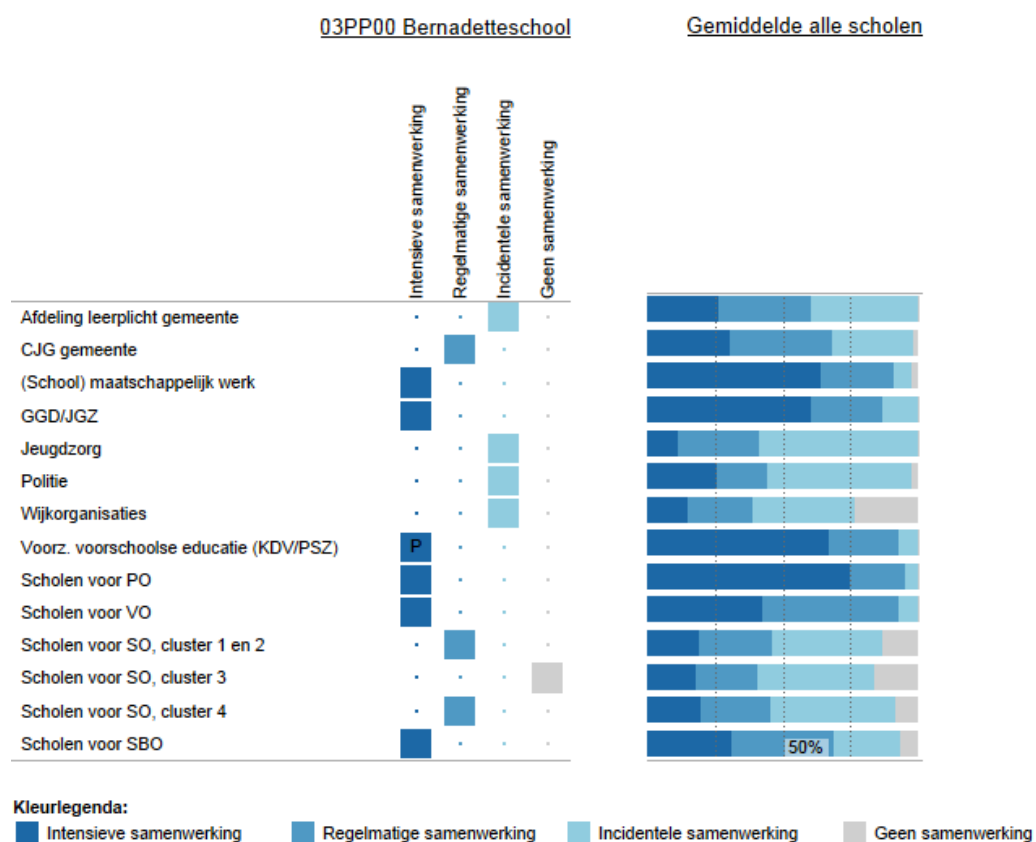 03PP00 Bernadetteschool
Gemiddelde alle scholen
Intensieve samenwerking
Regelmatige samenwerking
Incidentele samenwerking
Geen samenwerking
Afdeling leerplicht gemeente
CJG gemeente
(School) maatschappelijk werk
GGD/JGZ
Jeugdzorg
Politie
Wijkorganisaties
Voorz. voorschoolse educatie (KDV/PSZ)
P
Scholen voor PO
Scholen voor VO
Scholen voor SO, cluster 1 en 2
Scholen voor SO, cluster 3
Scholen voor SO, cluster 4
Scholen voor SBO
50%
Kleurlegenda:
Intensieve samenwerking
Regelmatige samenwerking
Incidentele samenwerking
Geen samenwerking